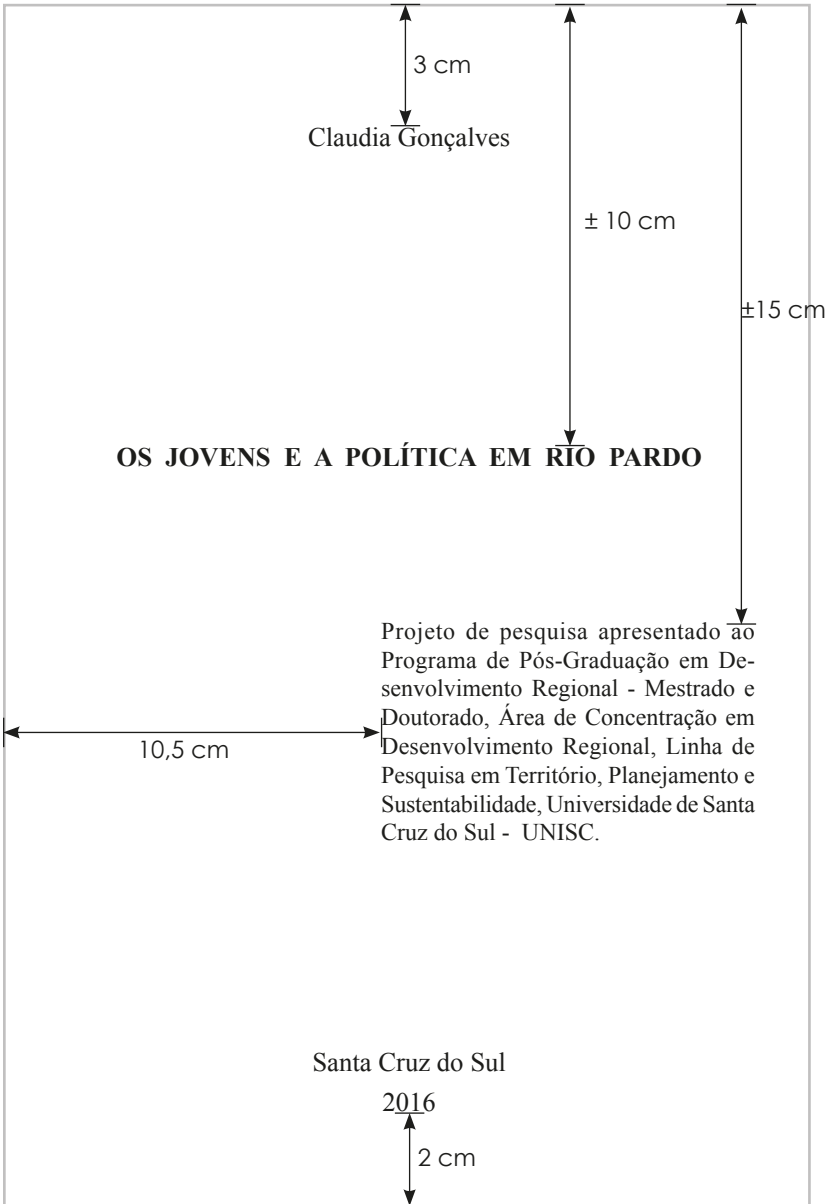 3 cm
Claudia Gonçalves
± 10 cm
±15 cm
OS JOVENS E A POLÍTICA EM RIO PARDO
Projeto de pesquisa apresentado ao
Programa de Pós-Graduação em De-
senvolvimento Regional - Mestrado e
Doutorado, Área de Concentração em
Desenvolvimento Regional, Linha de
Pesquisa em Território, Planejamento e
Sustentabilidade, Universidade de Santa
Cruz do Sul - UNISC.
10,5 cm
Santa Cruz do Sul
2016
2 cm